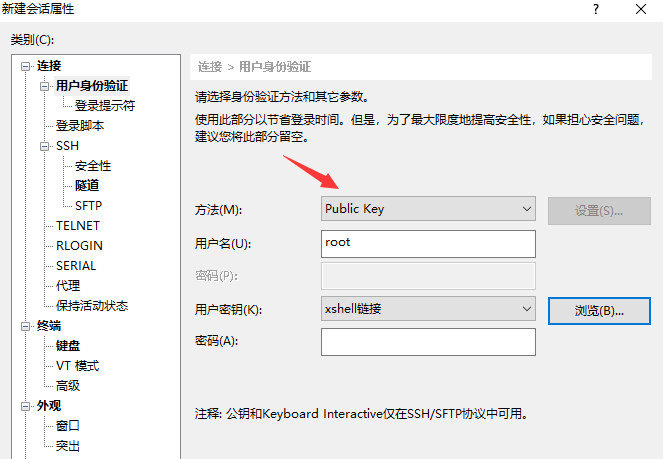 新建会话属性
?
类别(C):
连接
用户身份验证
登录提示符
登录脚本
SSH
安全性
隧道
SFTP
TELNET
RLOGIN
SERIAL
代理
保持活动状态
终端
键盘
VT 模式
高级
外观
窗口
突出
连接 > 用户身份验证
请选择身份验证方法和其它参数。
使用此部分以节省登录时间。但是，为了最大限度地提高安全性，如果担心安全问题，
建议您将此部分留空。
方法(M): Public Key 设置(S)...
用户名(U): root
密码(P):
用户密钥(K): xshell链接 浏览(B)...
密码(A):
注释: 公钥和Keyboard Interactive仅在SSH/SFTP协议中可用。